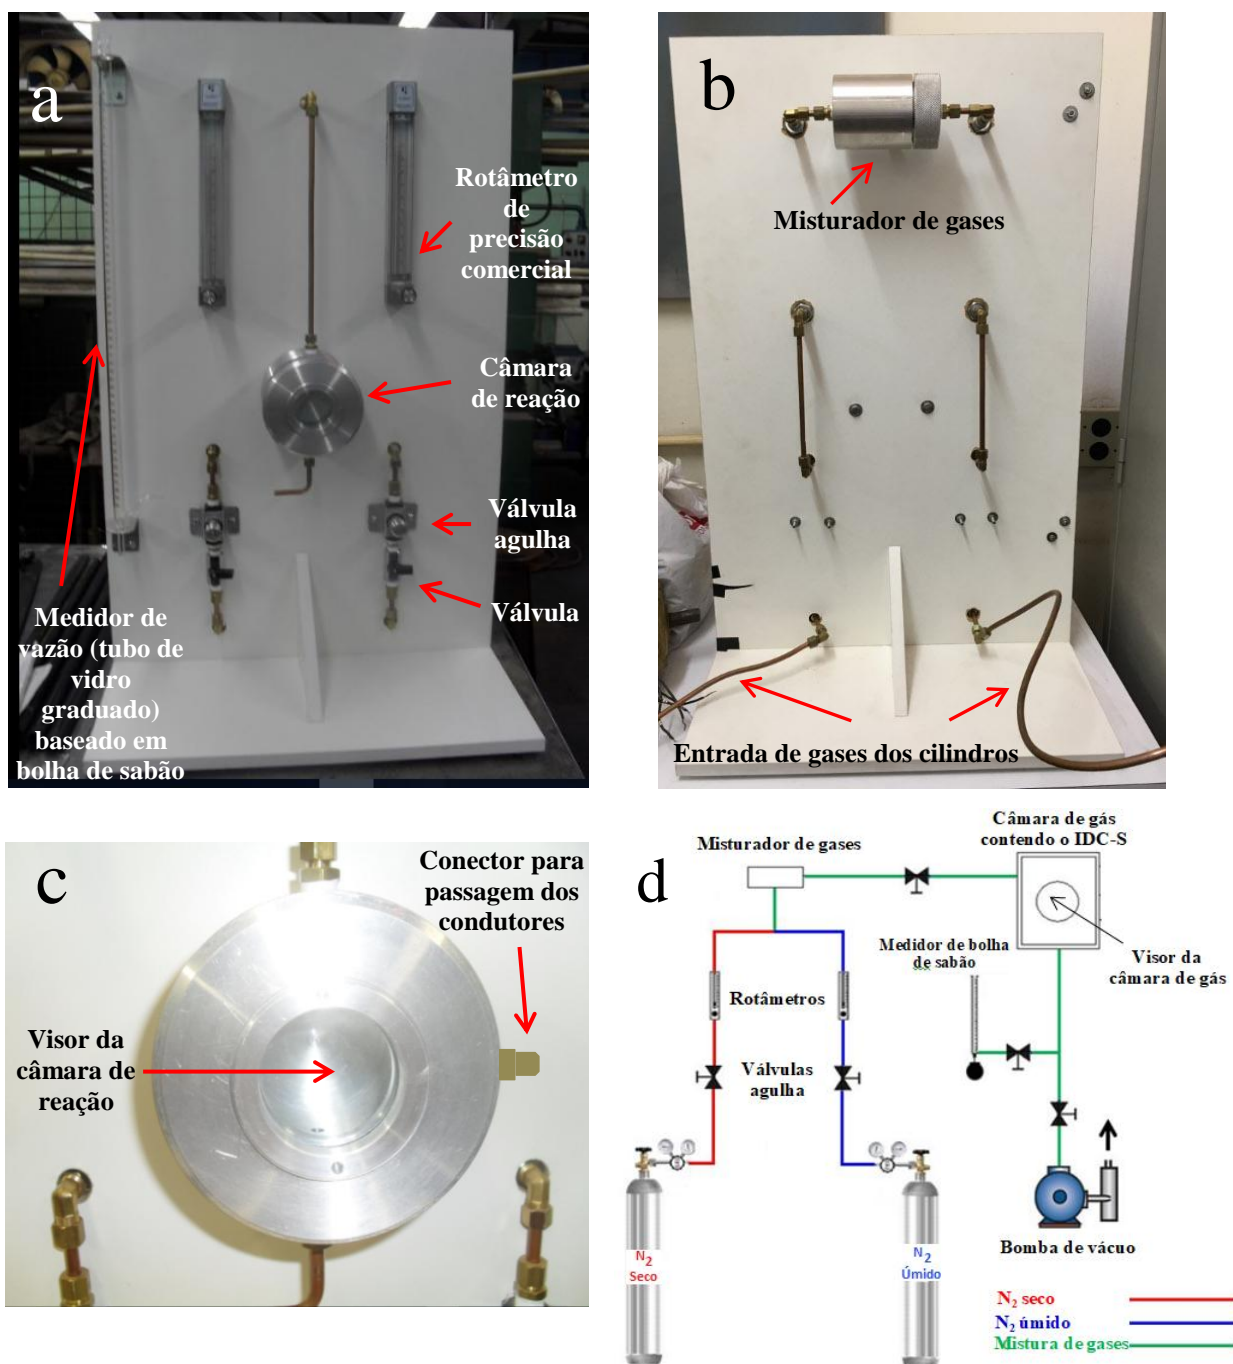 a
Rotâmetro
de
precisão
comercial
Câmara
de reação
Válvula
agulha
Válvula
Medidor de
vazão (tubo de
vidro
graduado)
baseado em
bolha de sabão
b
Misturador de gases
Entrada de gases dos cilindros
c
Conector para
passagem dos
condutores
Visor da
câmara de
reação
d
Câmara de gás
contendo o IDC-S
Misturador de gases
Medidor de bolha
de sabão
Visor da
câmara de gás
Rotâmetros
Válvulas
agulha
Bomba de vácuo
N2
Seco
N2
Úmido
N2 seco
N2 úmido
Mistura de gases